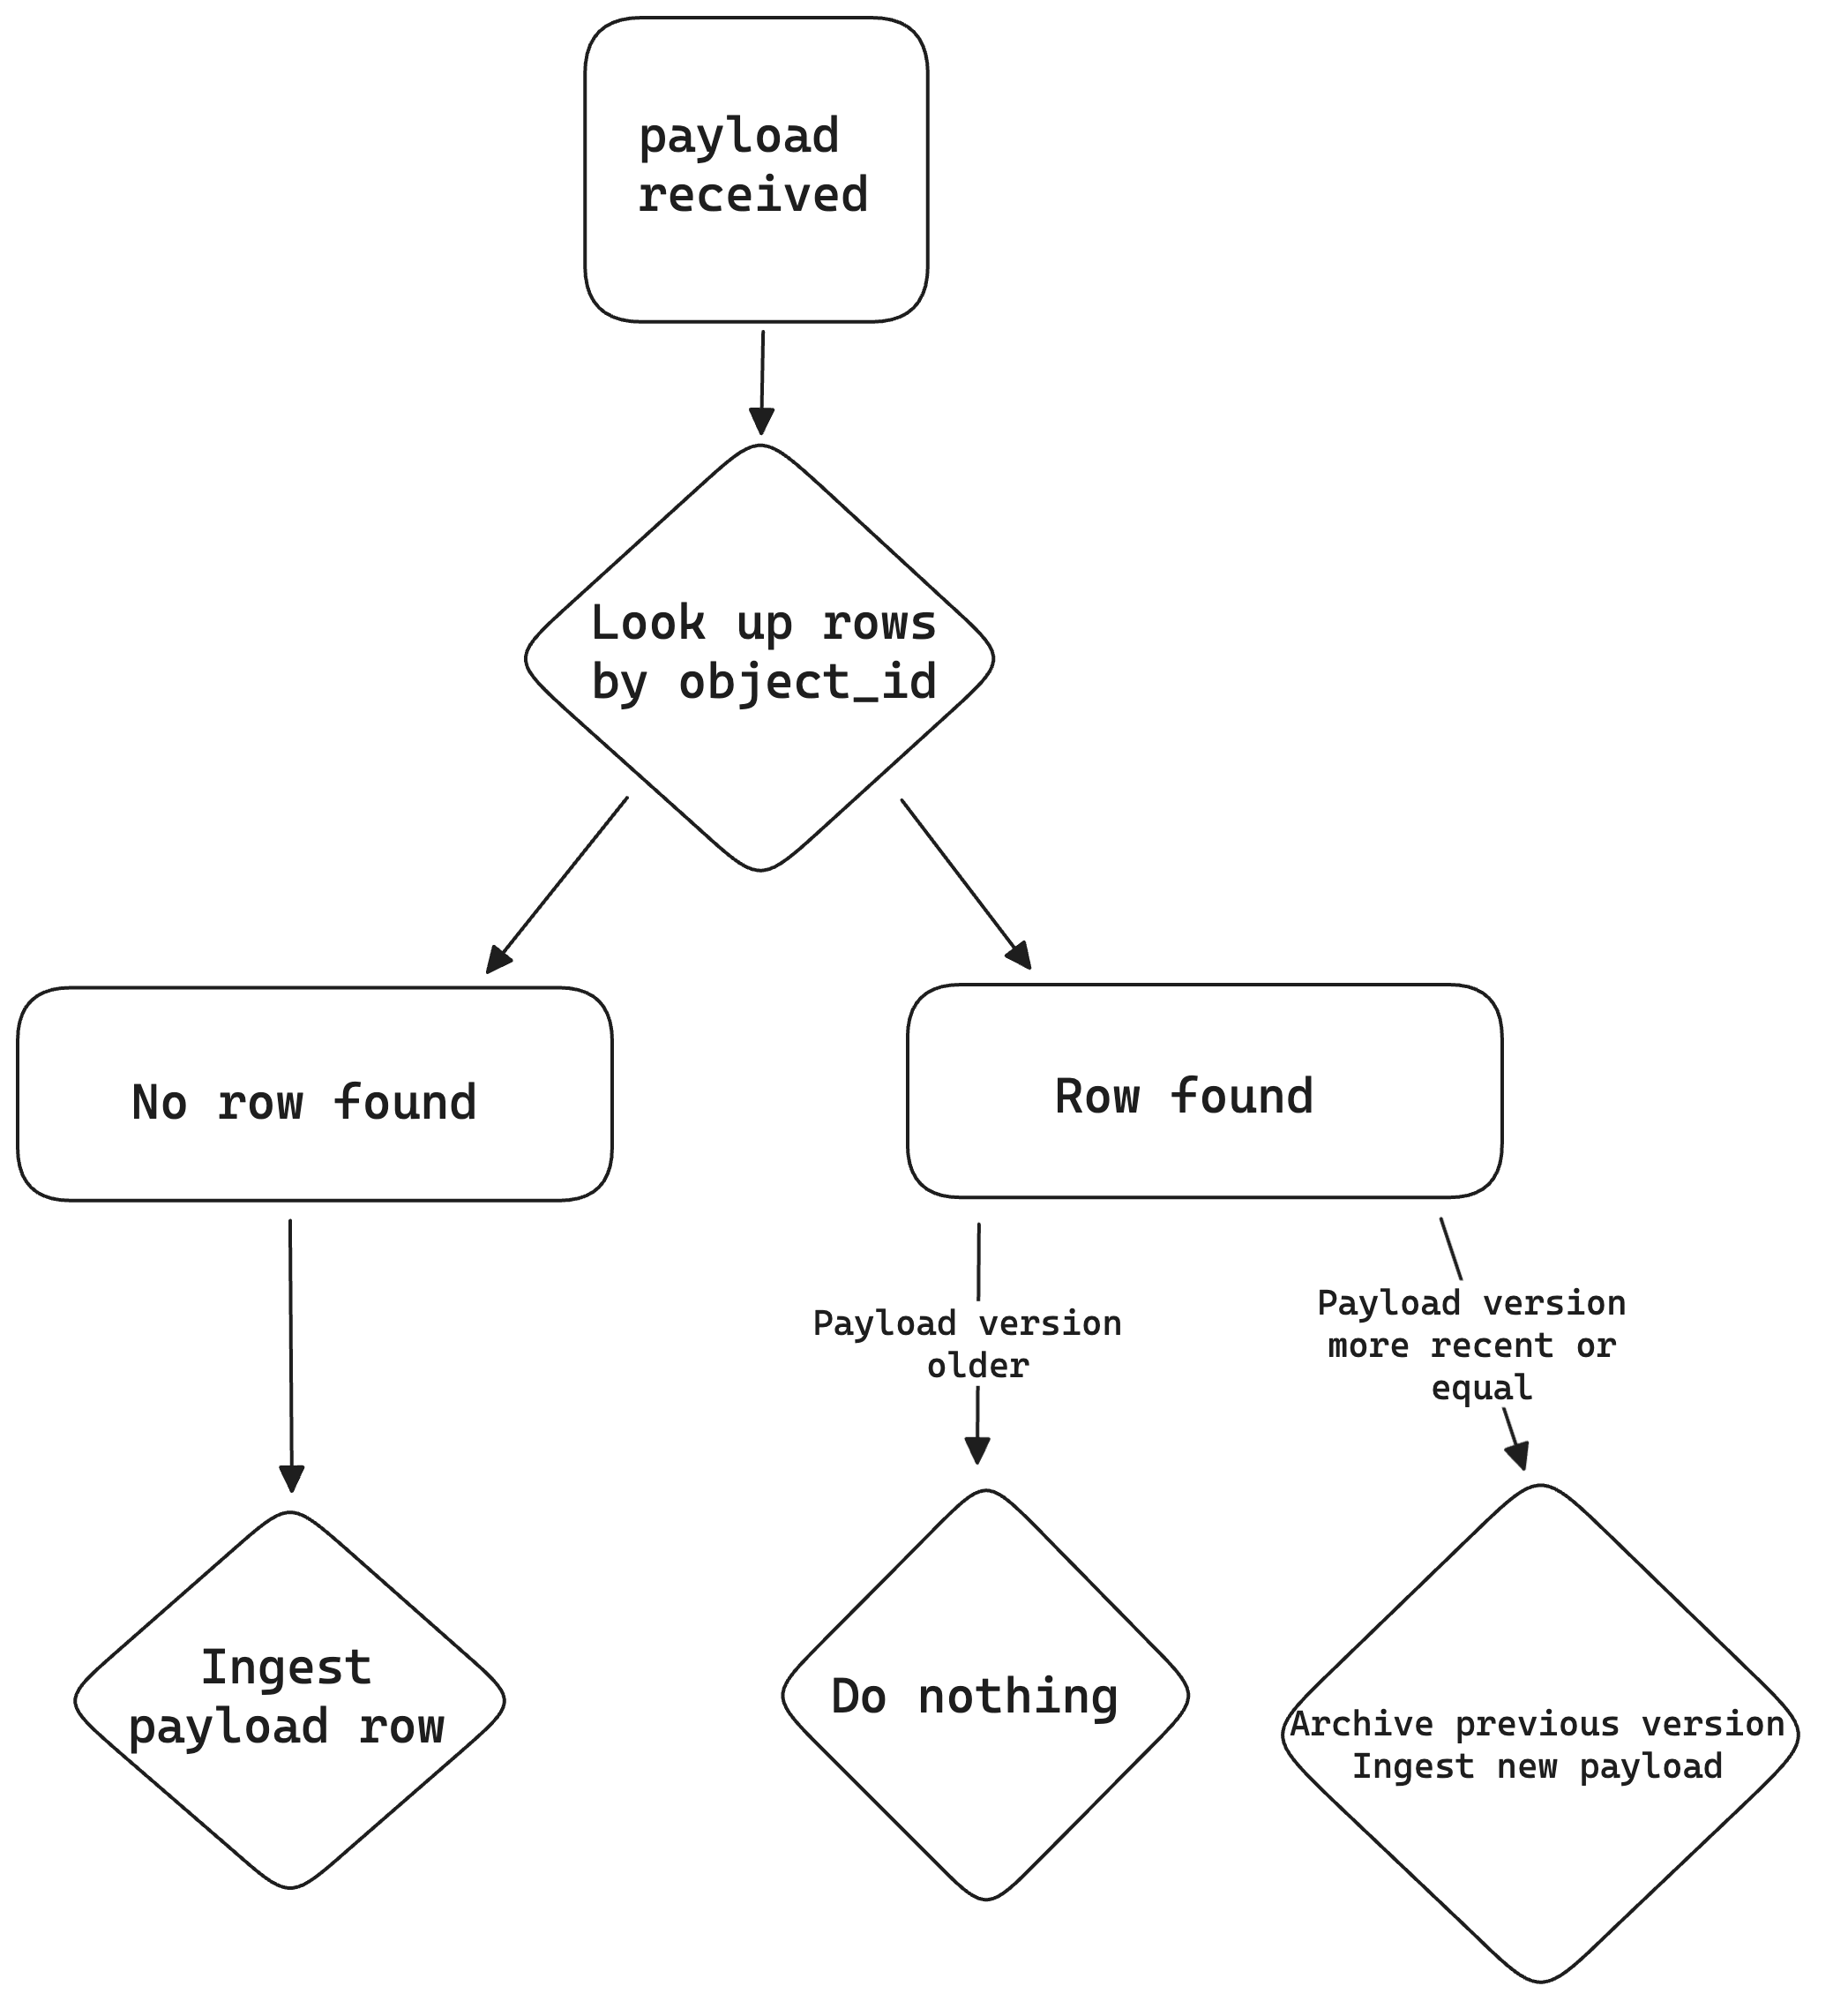 payload
received
Look up rows
by object_id
No row found
Row found
Payload version
older
Payload version
more recent or
equal
Ingest
payload row
Do nothing
Archive previous version
Ingest new payload